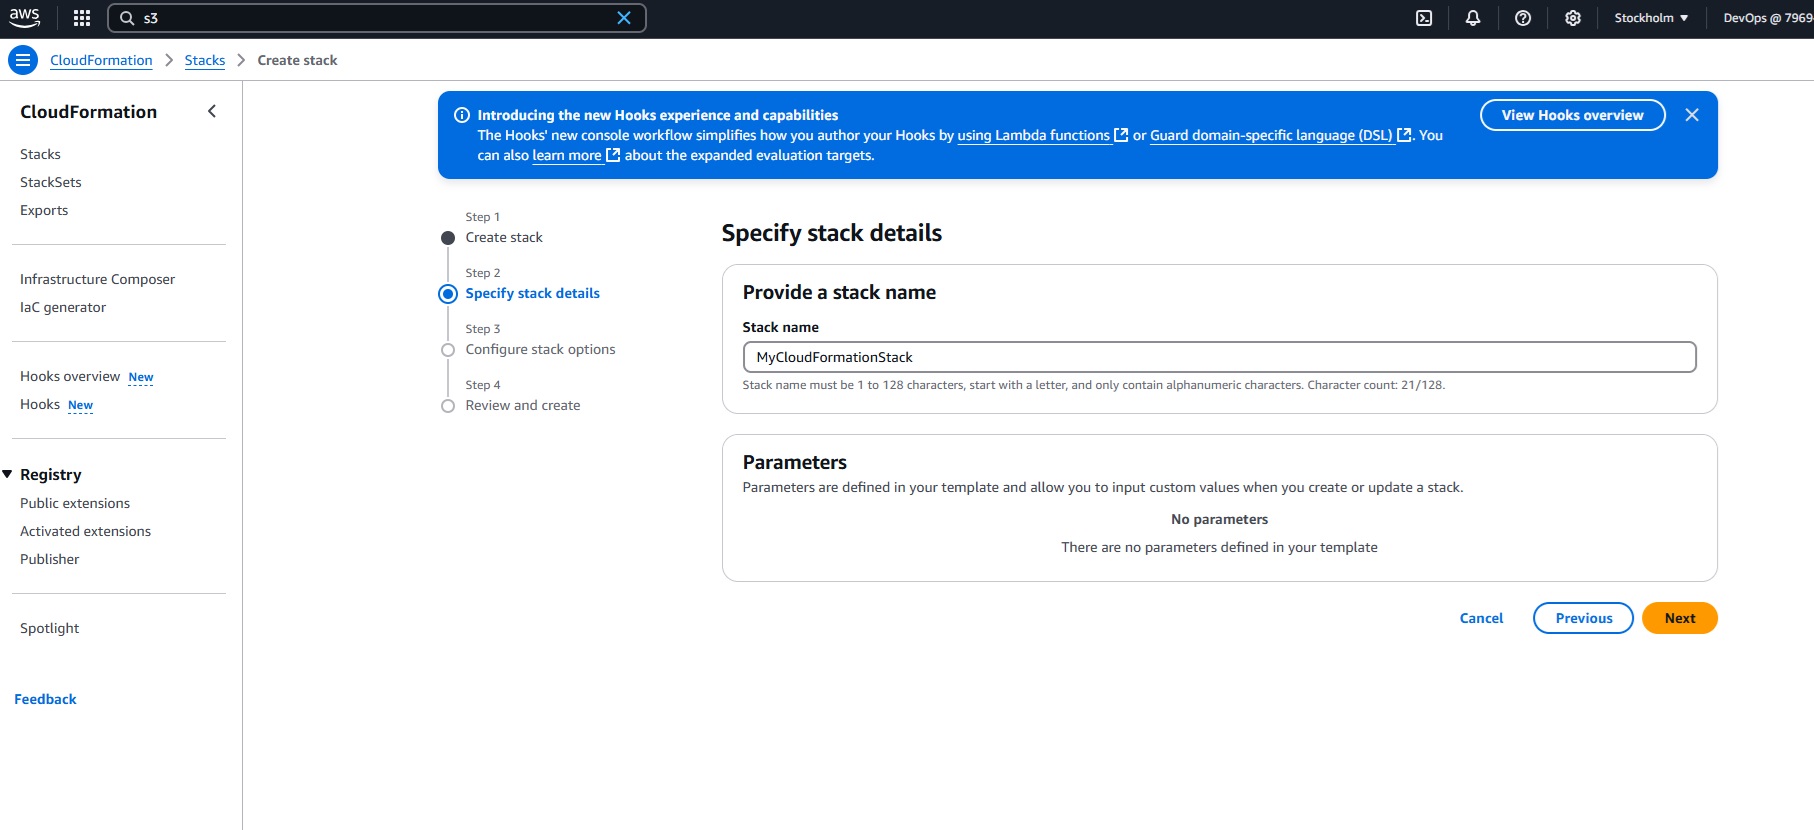 aws
s3
Stockholm
DevOps @ 7969
CloudFormation
Stacks
Create stack
CloudFormation
Stacks
StackSets
Exports
Infrastructure Composer
IaC generator
Hooks overview New
Hooks New
Registry
Public extensions
Activated extensions
Publisher
Spotlight
Feedback
Introducing the new Hooks experience and capabilities
The Hooks' new console workflow simplifies how you author your Hooks by using Lambda functions or Guard domain-specific language (DSL). You
can also learn more about the expanded evaluation targets.
View Hooks overview
Step 1
Create stack
Step 2
Specify stack details
Step 3
Configure stack options
Step 4
Review and create
Specify stack details
Provide a stack name
Stack name
MyCloudFormationStack
Stack name must be 1 to 128 characters, start with a letter, and only contain alphanumeric characters. Character count: 21/128.
Parameters
Parameters are defined in your template and allow you to input custom values when you create or update a stack.
No parameters
There are no parameters defined in your template
Cancel
Previous
Next